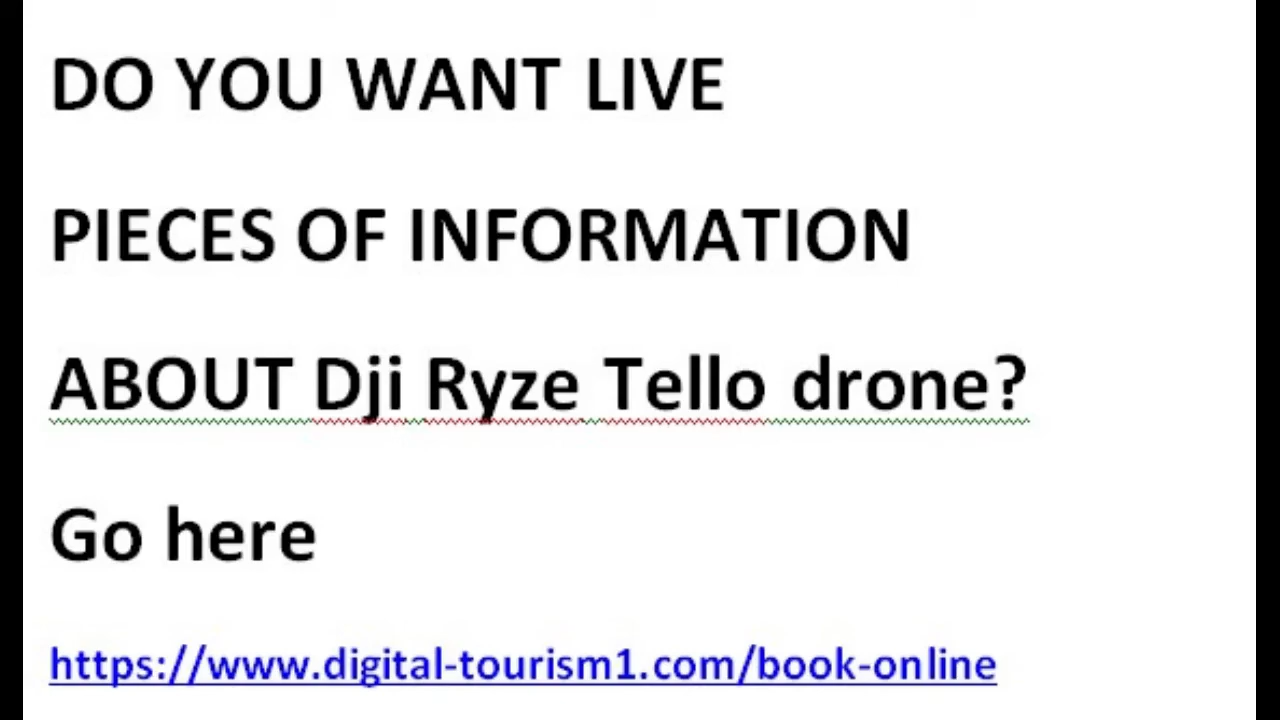 DO YOU WANT LIVE
PIECES OF INFORMATION
ABOUT Dji Ryze Tello drone?
Go here
https://www.digital-tourism1.com/book-online